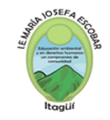 I.E. MARÍA JOSEFA ESCOBAR
Educación ambiental
y en derechos humanos
un compromiso de
comunidad
Itagüí